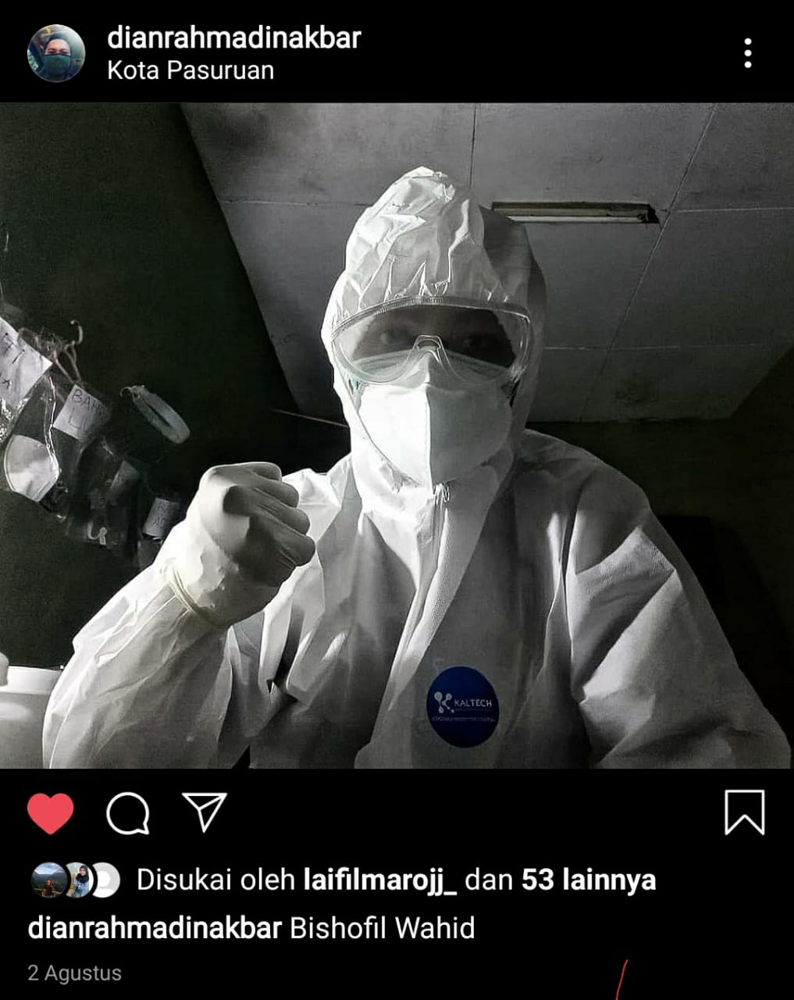 dianrahmadinakbar
Kota Pasuruan
KALTECH
Disukai oleh laifilmarojj_ dan 53 lainnya
dianrahmadinakbar Bishofil Wahid
2 Agustus